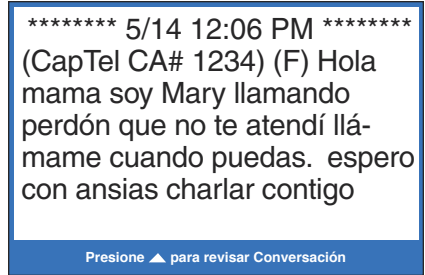 ******** 5/14 12:06 PM ********
(CapTel CA# 1234) (F) Hola
mama soy Mary llamando
perdón que no te atendí llá-
mame cuando puedas.  espero
con ansias charlar contigo
Presione ▲ para revisar Conversación